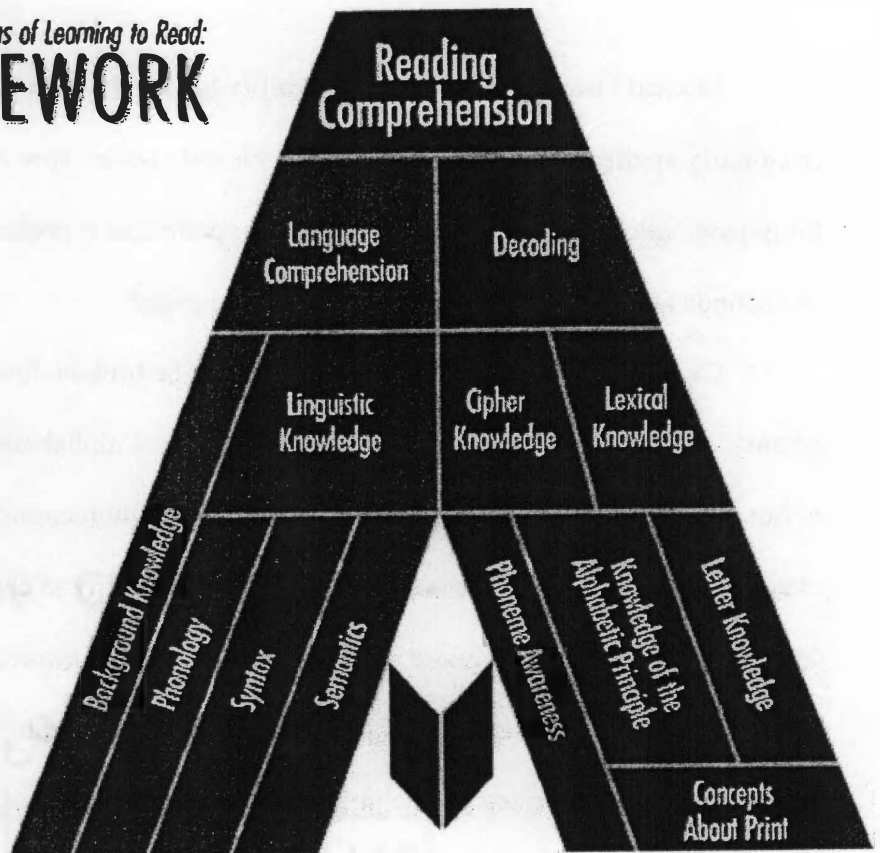 s of Learning to Read:
EWORK
Reading
Comprehension
Language
Comprehension
Decoding
Linguistic
Knowledge
Cipher
Knowledge
Lexical
Knowledge
Background Knowledge
Phonology
Syntax
Semantics
Phoneme Awareness
Knowledge of the
Alphabetic Principle
Letter Knowledge
Concepts
About Print